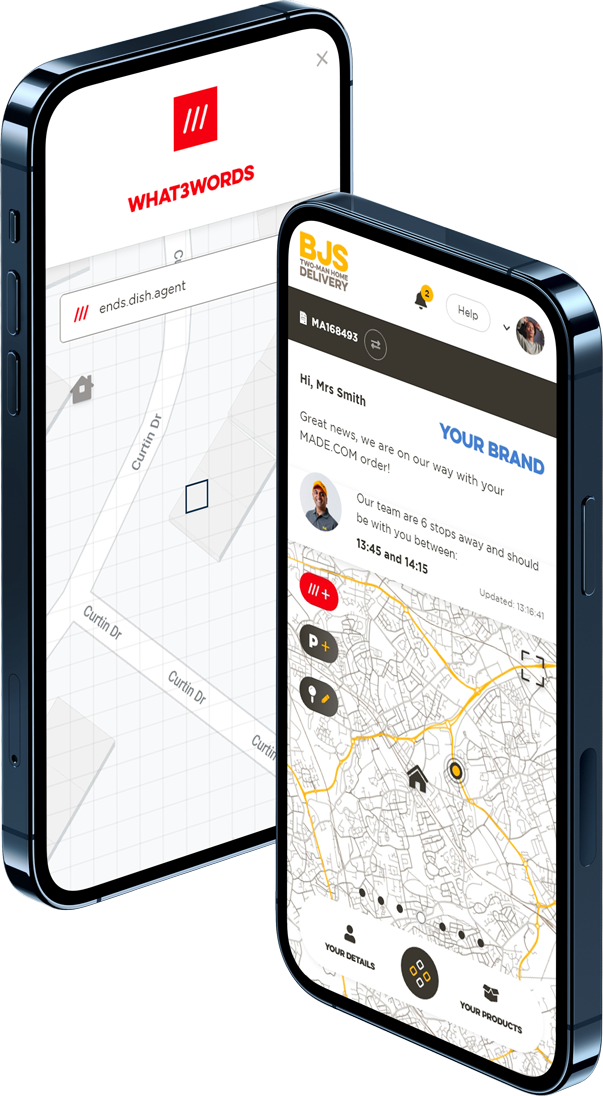 WHAT3WORDS
ends.dish.agent
Curtin Dr
Curtin Dr
Curtin Dr
BJS
TWO-MAN HOME
DELIVERY
2
Help
MA168493
Hi, Mrs Smith
YOUR BRAND
Great news, we are on our way with your
MADE.COM order!
Our team are 6 stops away and should
be with you between:
13:45 and 14:15
Updated: 13:16:41
P+
YOUR DETAILS
YOUR PRODUCTS